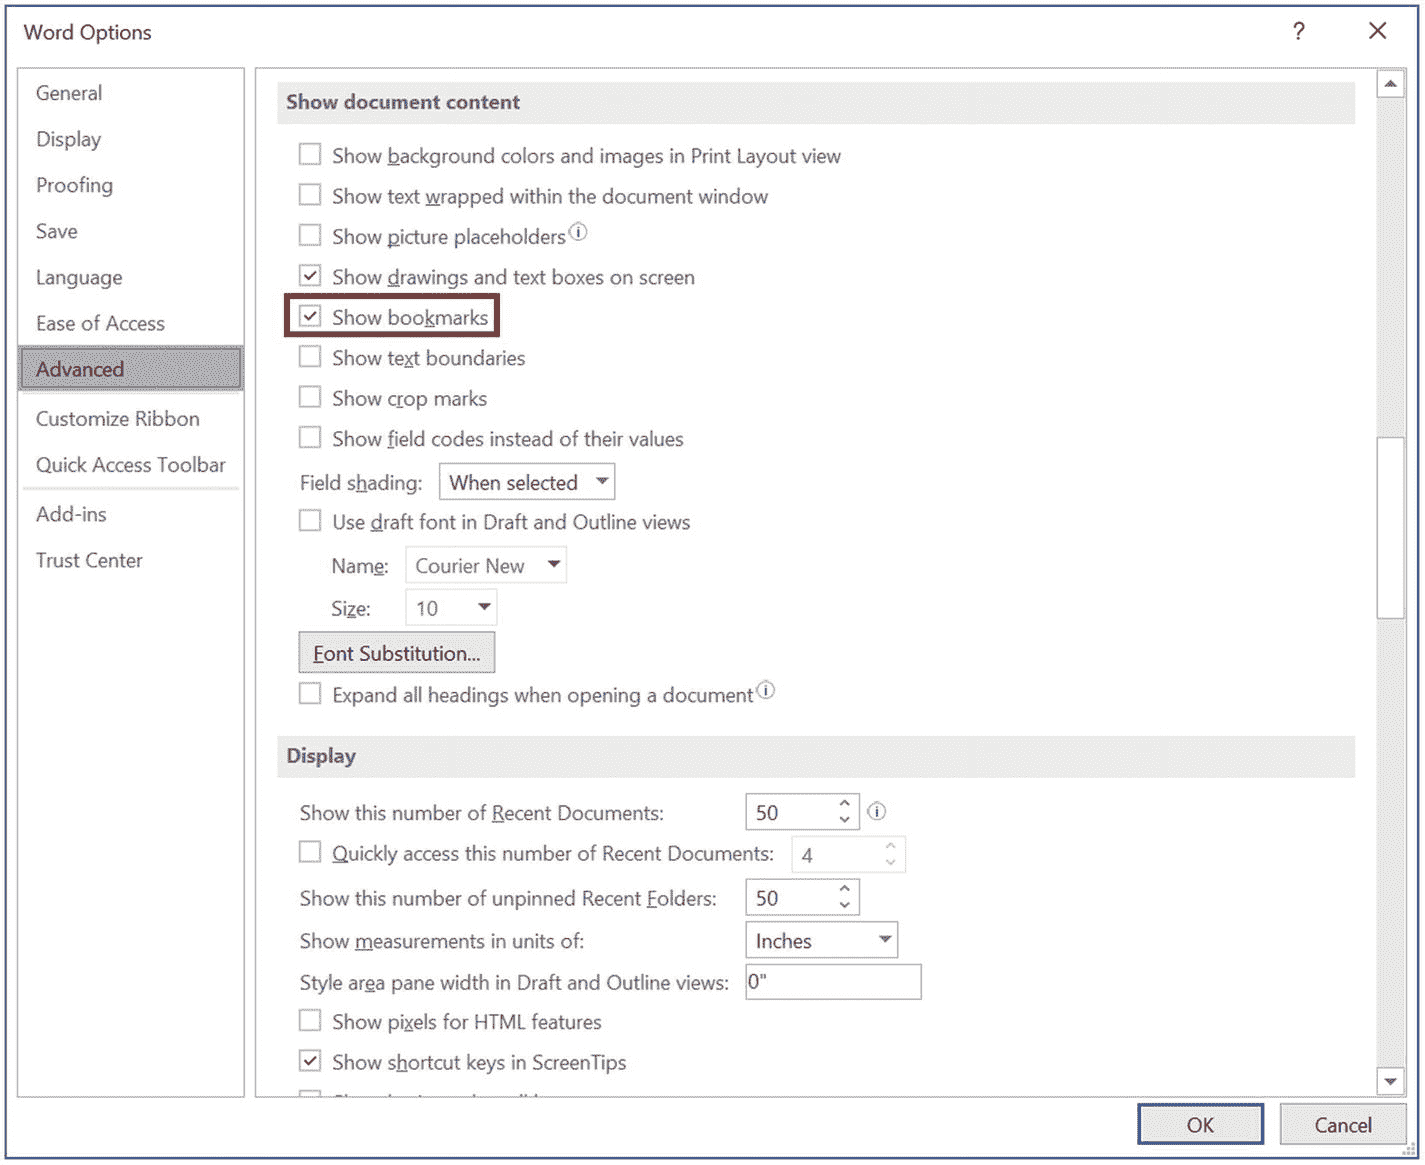 Word Options
?
General
Display
Proofing
Save
Language
Ease of Access
Advanced
Customize Ribbon
Quick Access Toolbar
Add-ins
Trust Center
Show document content
Show background colors and images in Print Layout view
Show text wrapped within the document window
Show picture placeholders
Show drawings and text boxes on screen
Show bookmarks
Show text boundaries
Show crop marks
Show field codes instead of their values
Field shading: When selected
Use draft font in Draft and Outline views
Name: Courier New
Size: 10
Font Substitution...
Expand all headings when opening a document
Display
Show this number of Recent Documents: 50
Quickly access this number of Recent Documents: 4
Show this number of unpinned Recent Folders: 50
Show measurements in units of: Inches
Style area pane width in Draft and Outline views: 0"
Show pixels for HTML features
Show shortcut keys in ScreenTips
OK
Cancel